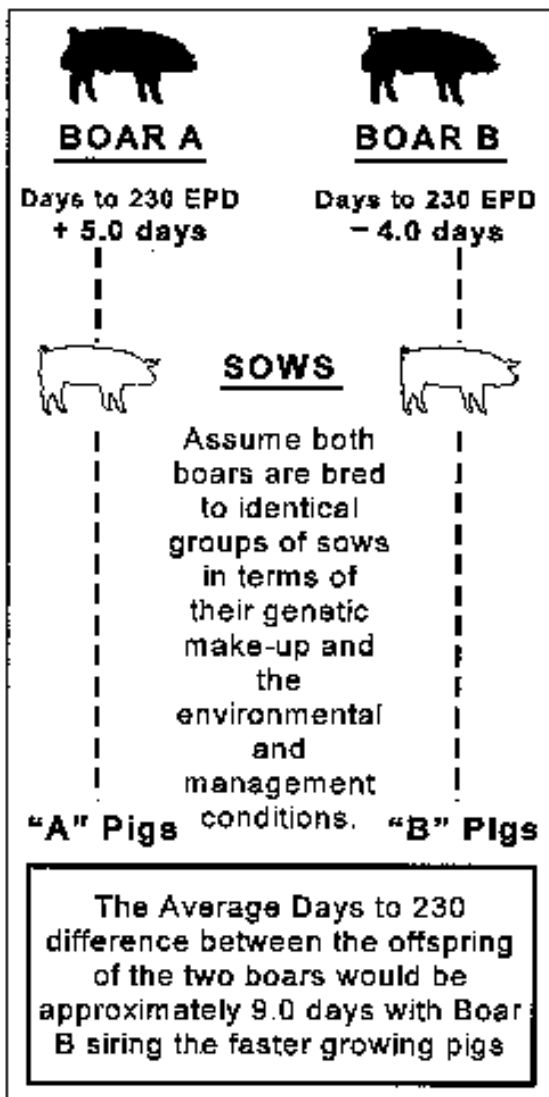 BOAR A
BOAR B
Days to 230 EPD
+ 5.0 days
Days to 230 EPD
− 4.0 days
SOWS
Assume both
boars are bred
to identical
groups of sows
in terms of
their genetic
make-up and
the
environmental
and
management
conditions.
"A" Pigs
"B" Pigs
The Average Days to 230
difference between the offspring
of the two boars would be
approximately 9.0 days with Boar
B siring the faster growing pigs